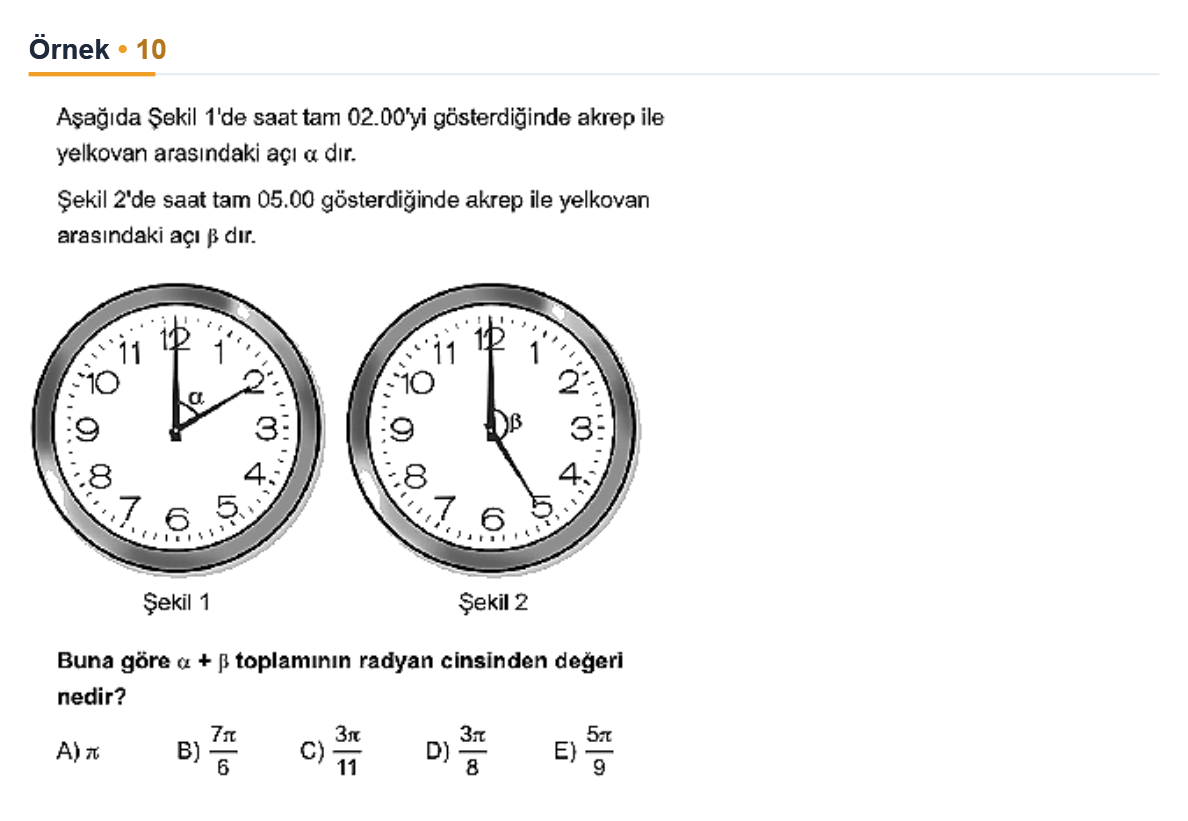 Örnek • 10
Aşağıda Şekil 1'de saat tam 02.00'yi gösterdiğinde akrep ile
yelkovan arasındaki açı α dır.
Şekil 2'de saat tam 05.00 gösterdiğinde akrep ile yelkovan
arasındaki açı β dır.
12 1 2 3 4 5 6 7 8 9 10 11
α
12 1 2 3 4 5 6 7 8 9 10 11
β
Şekil 1 Şekil 2
Buna göre α + β toplamının radyan cinsinden değeri
nedir?
A) π B) 7π/6 C) 3π/11 D) 3π/8 E) 5π/9